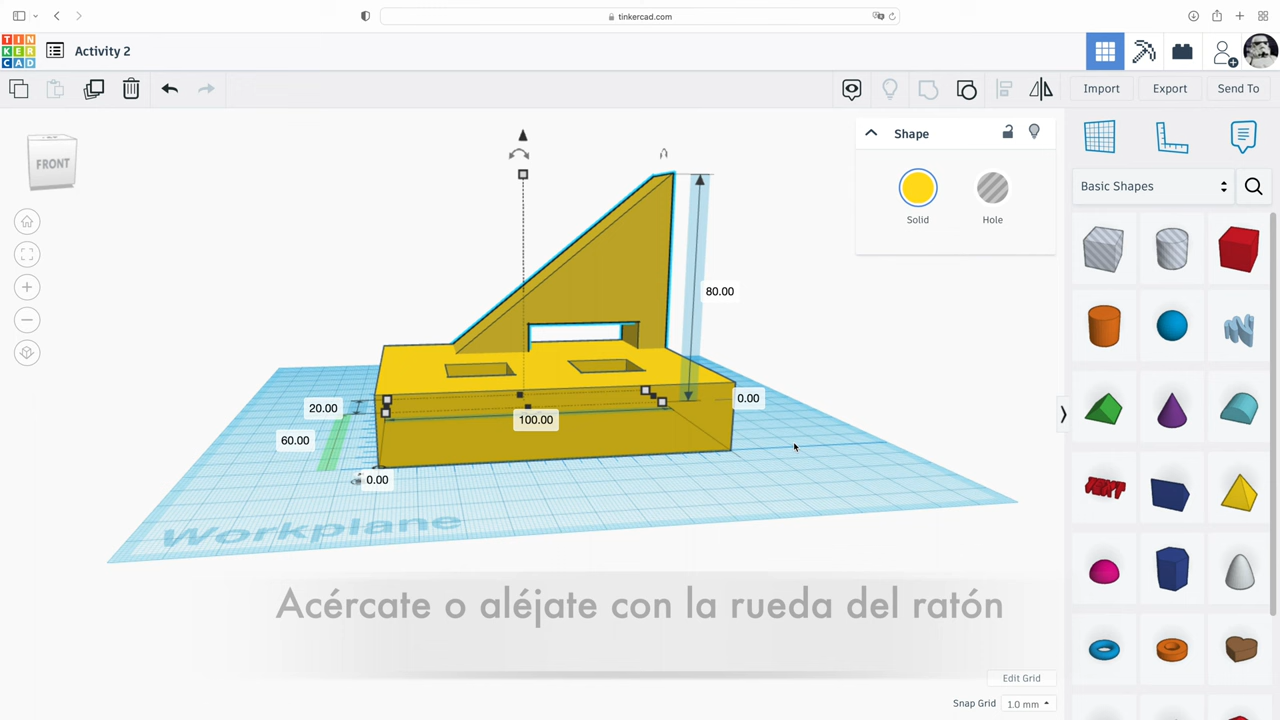 tinkercad.com
TIN
KER
CAD
Activity 2
Import
Export
Send To
FRONT
Shape
Solid
Hole
Basic Shapes
80.00
20.00
0.00
100.00
60.00
0.00
TEXT
Workplane
Acércate o aléjate con la rueda del ratón
Edit Grid
Snap Grid
1.0 mm